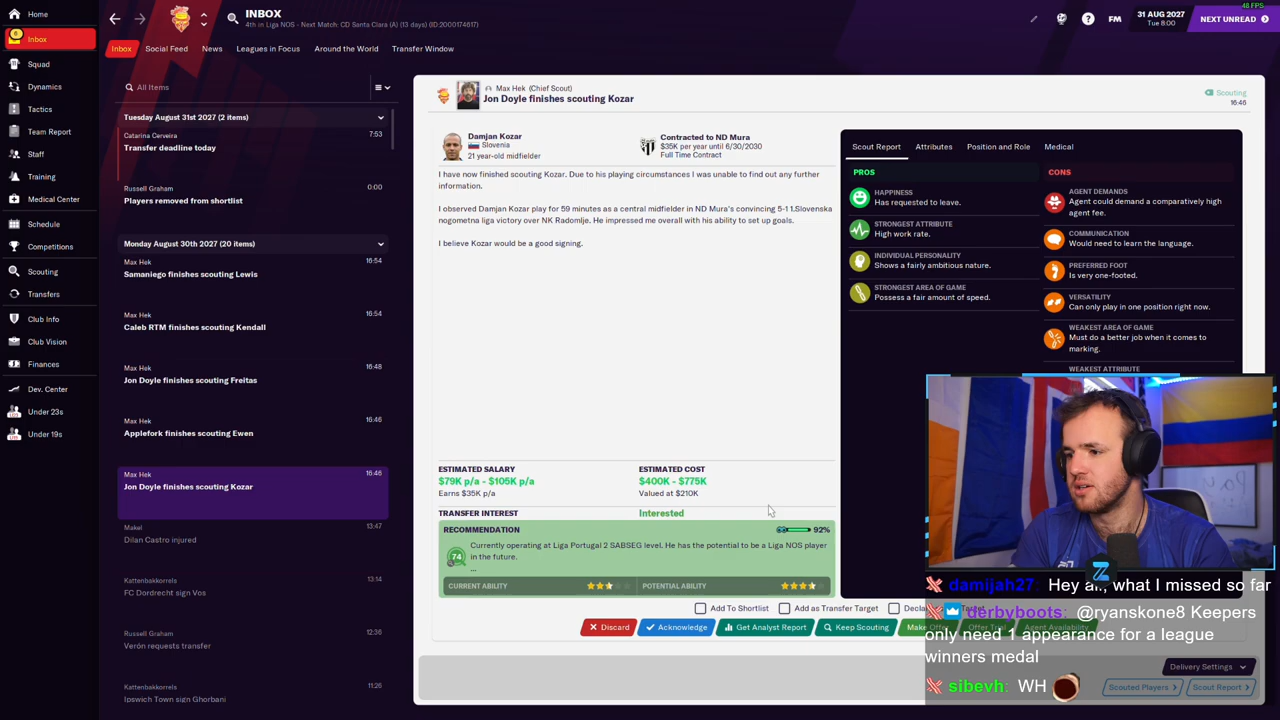 48 FPS
Home
INBOX
4th in Liga NOS - Next Match: CD Santa Clara (A) (13 days) (ID:2000174617)
FM
31 AUG 2027
Tue 8:00
NEXT UNREAD
6
Inbox
Inbox
Social Feed
News
Leagues in Focus
Around the World
Transfer Window
Squad
Dynamics
Tactics
Team Report
Staff
Training
Medical Center
Schedule
Competitions
Scouting
Transfers
Club Info
Club Vision
Finances
Dev. Center
Under 23s
Under 19s
All Items
Tuesday August 31st 2027 (2 items)
Catarina Cerveira
7:53
Transfer deadline today
Russell Graham
0:00
Players removed from shortlist
Monday August 30th 2027 (20 items)
Max Hek
16:54
Samaniego finishes scouting Lewis
Max Hek
16:54
Caleb RTM finishes scouting Kendall
Max Hek
16:48
Jon Doyle finishes scouting Freitas
Max Hek
16:46
Applefork finishes scouting Ewen
Max Hek
16:46
Jon Doyle finishes scouting Kozar
Makel
13:47
Dilan Castro injured
Kattenbakkorrels
13:14
FC Dordrecht sign Vos
Russell Graham
12:36
Verón requests transfer
Kattenbakkorrels
11:26
Ipswich Town sign Ghorbani
Max Hek (Chief Scout)
Jon Doyle finishes scouting Kozar
Scouting
16:46
Damjan Kozar
Slovenia
21 year-old midfielder
Contracted to ND Mura
$35K per year until 6/30/2030
Full Time Contract
I have now finished scouting Kozar. Due to his playing circumstances I was unable to find out any further
information.
I observed Damjan Kozar play for 59 minutes as a central midfielder in ND Mura's convincing 5-1 1.Slovenska
nogometna liga victory over NK Radomlje. He impressed me overall with his ability to set up goals.
I believe Kozar would be a good signing.
ESTIMATED SALARY
$79K p/a - $105K p/a
Earns $35K p/a
ESTIMATED COST
$400K - $775K
Valued at $210K
TRANSFER INTEREST
Interested
RECOMMENDATION
92%
74
Currently operating at Liga Portugal 2 SABSEG level. He has the potential to be a Liga NOS player
in the future.
...
CURRENT ABILITY
POTENTIAL ABILITY
Scout Report
Attributes
Position and Role
Medical
PROS
HAPPINESS
Has requested to leave.
STRONGEST ATTRIBUTE
High work rate.
INDIVIDUAL PERSONALITY
Shows a fairly ambitious nature.
STRONGEST AREA OF GAME
Possess a fair amount of speed.
CONS
AGENT DEMANDS
Agent could demand a comparatively high
agent fee.
COMMUNICATION
Would need to learn the language.
PREFERRED FOOT
Is very one-footed.
VERSATILITY
Can only play in one position right now.
WEAKEST AREA OF GAME
Must do a better job when it comes to
marking.
WEAKEST ATTRIBUTE
Add To Shortlist
Add as Transfer Target
Discard
Acknowledge
Get Analyst Report
Keep Scouting
Make Offer
Offer Trial
Agent Availability
damijah27: Hey all, what I missed so far
derbyboots: @ryanskone8 Keepers
only need 1 appearance for a league
winners medal
sibevh: WH
Delivery Settings
Scouted Players
Scout Report